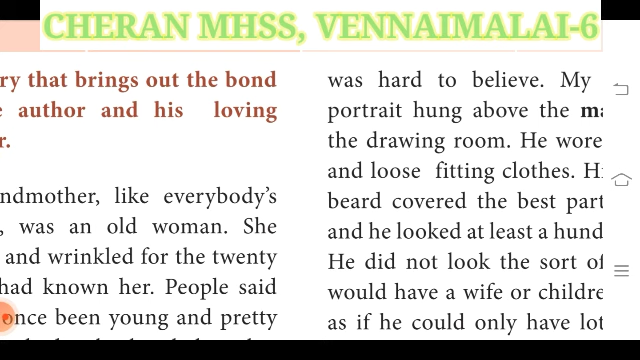 CHERAN MHSS, VENNAIMALAI-6
ry that brings out the bond
author and his loving
r.
ndmother, like everybody's
, was an old woman. She
and wrinkled for the twenty
had known her. People said
once been young and pretty
was hard to believe. My
portrait hung above the ma
the drawing room. He wore
and loose fitting clothes. H
beard covered the best part
and he looked at least a hund
He did not look the sort of
would have a wife or childre
as if he could only have lot